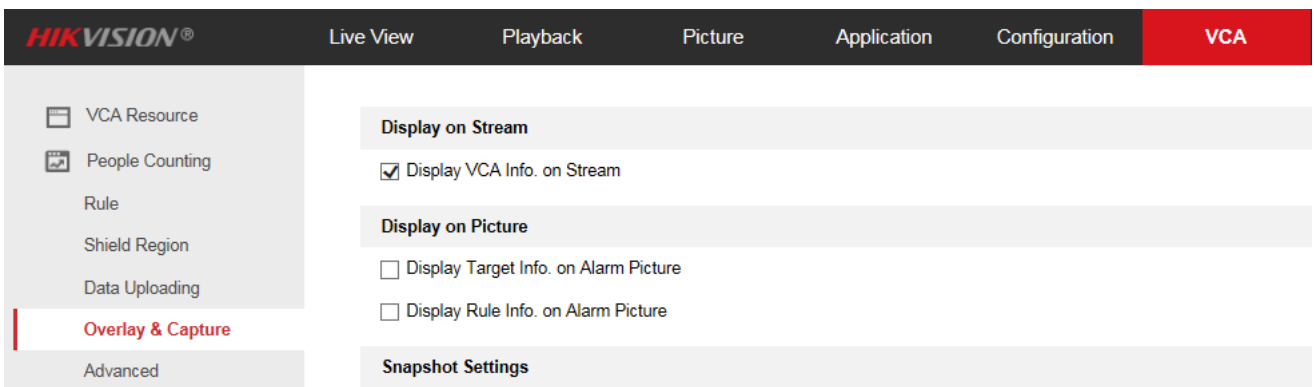 HIKVISION® Live View Playback Picture Application Configuration VCA
VCA Resource
People Counting
Rule
Shield Region
Data Uploading
Overlay & Capture
Advanced
Display on Stream
Display VCA Info. on Stream
Display on Picture
Display Target Info. on Alarm Picture
Display Rule Info. on Alarm Picture
Snapshot Settings